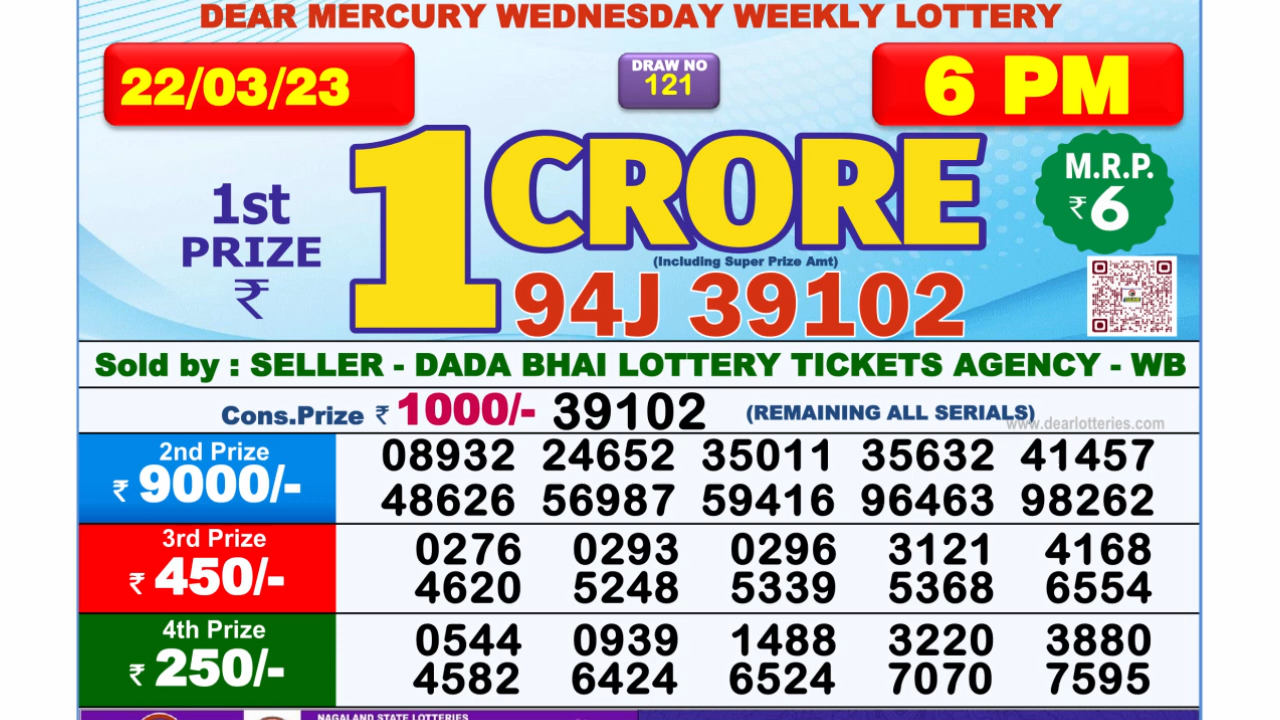 DEAR MERCURY WEDNESDAY WEEKLY LOTTERY
22/03/23
DRAW NO
121
6 PM
1st
PRIZE
₹
1 CRORE
(Including Super Prize Amt)
M.R.P.
₹ 6
94J 39102
Sold by : SELLER - DADA BHAI LOTTERY TICKETS AGENCY - WB
Cons.Prize ₹ 1000/- 39102 (REMAINING ALL SERIALS)
www.dearlotteries.com
2nd Prize
₹ 9000/-
08932 24652 35011 35632 41457
48626 56987 59416 96463 98262
3rd Prize
₹ 450/-
0276 0293 0296 3121 4168
4620 5248 5339 5368 6554
4th Prize
₹ 250/-
0544 0939 1488 3220 3880
4582 6424 6524 7070 7595
NAGALAND STATE LOTTERIES